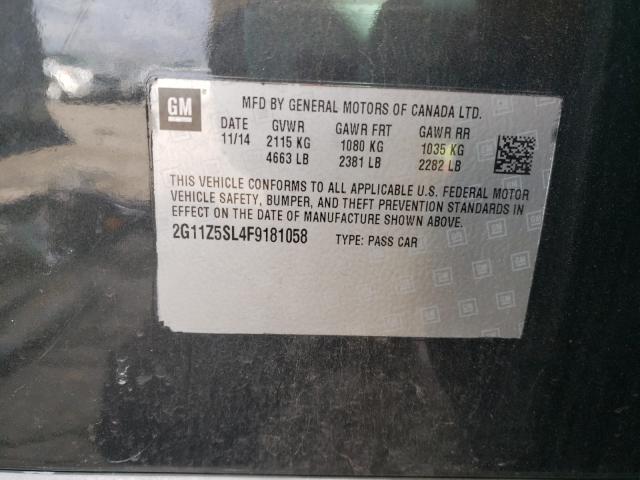 GM
MFD BY GENERAL MOTORS OF CANADA LTD.
DATE GVWR GAWR FRT GAWR RR
11/14 2115 KG 1080 KG 1035 KG
4663 LB 2381 LB 2282 LB
THIS VEHICLE CONFORMS TO ALL APPLICABLE U.S. FEDERAL MOTOR
VEHICLE SAFETY, BUMPER, AND THEFT PREVENTION STANDARDS IN
EFFECT ON THE DATE OF MANUFACTURE SHOWN ABOVE.
2G11Z5SL4F9181058 TYPE: PASS CAR